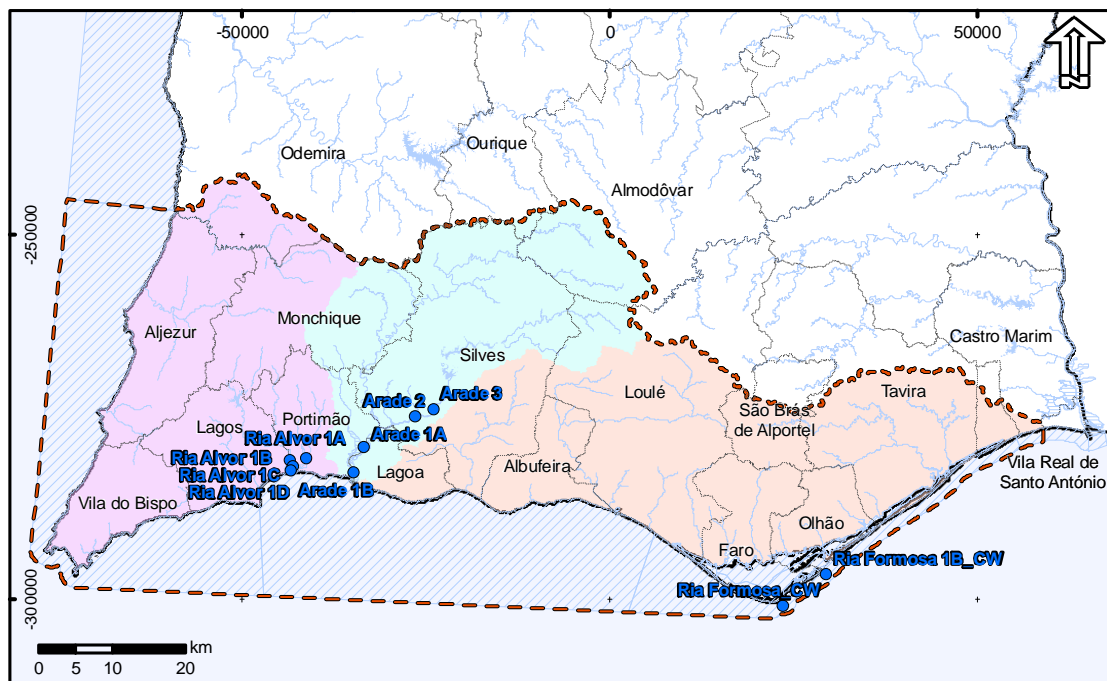 -50000
0
50000
N
Ourique
Odemira
Almodôvar
-250000
Monchique
Aljezur
Castro Marim
Silves
Loulé
Tavira
Arade 3
Arade 2
São Brás
de Alportel
Portimão
Lagos
Arade 1A
Ria Alvor 1A
Ria Alvor 1B
Lagoa
Albufeira
Vila Real de
Santo António
Ria Alvor 1C
Ria Alvor 1D
Arade 1B
Vila do Bispo
Olhão
Faro
Ria Formosa 1B_CW
Ria Formosa_CW
-300000
km
0
5
10
20